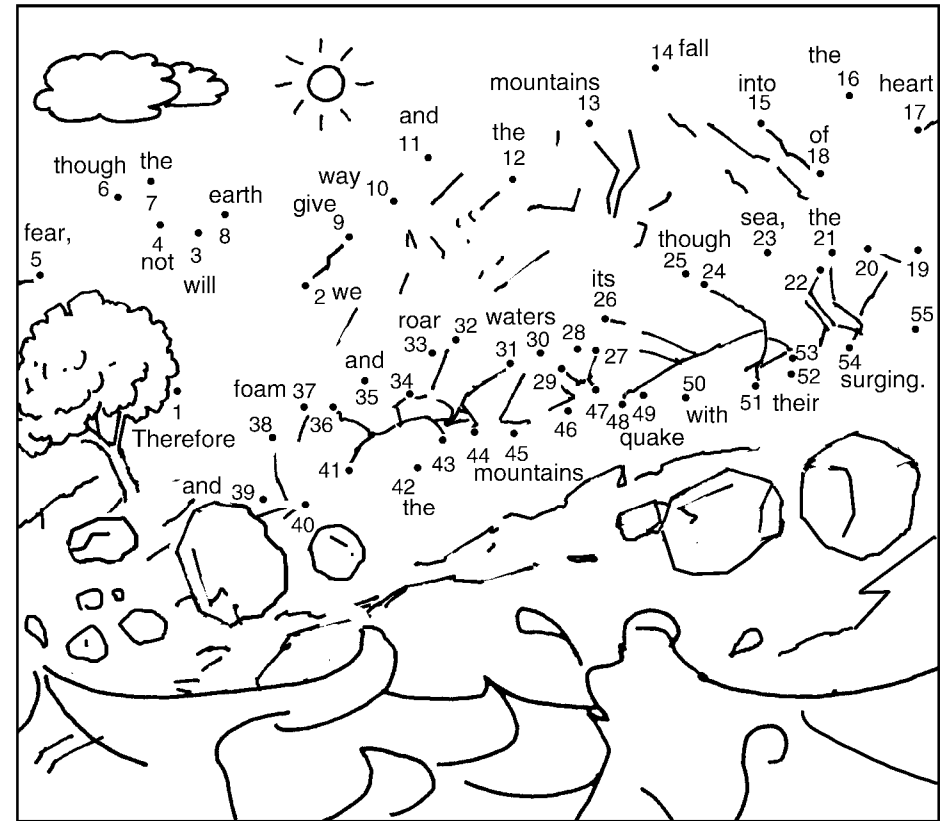 1 Therefore
2 we
3 will
4 not
fear, 5
though 6
the 7
earth 8
give 9
way 10
and 11
the 12
mountains 13
14 fall
into 15
the 16
heart 17
of 18
19
20
the 21
22
sea, 23
24
though 25
its 26
27
28
29
30
waters 31
32
roar 33
34
and 35
36
foam 37
38
and 39
40
41
42 the
43
44
45 mountains
46
47
48 quake
49
50 with
51
52 their
53
54 surging.
55